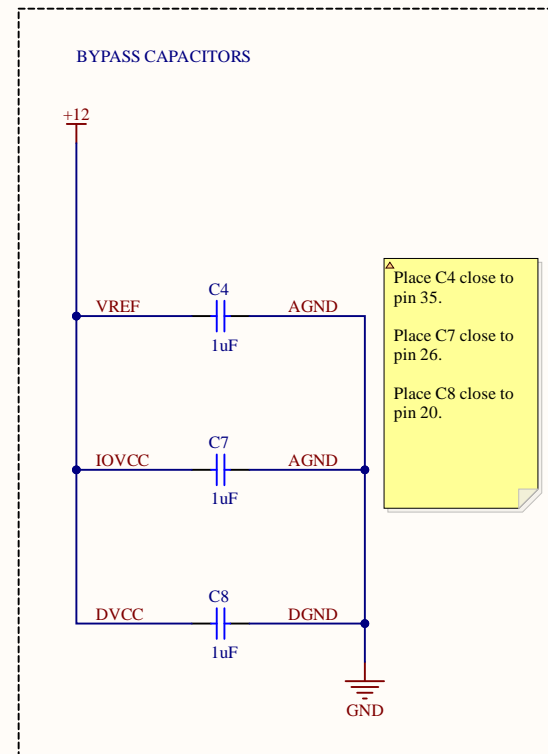 BYPASS CAPACITORS
+12
C4
VREF
AGND
1uF
C7
IOVCC
AGND
1uF
C8
DVCC
DGND
1uF
GND
Place C4 close to
pin 35.
Place C7 close to
pin 26.
Place C8 close to
pin 20.